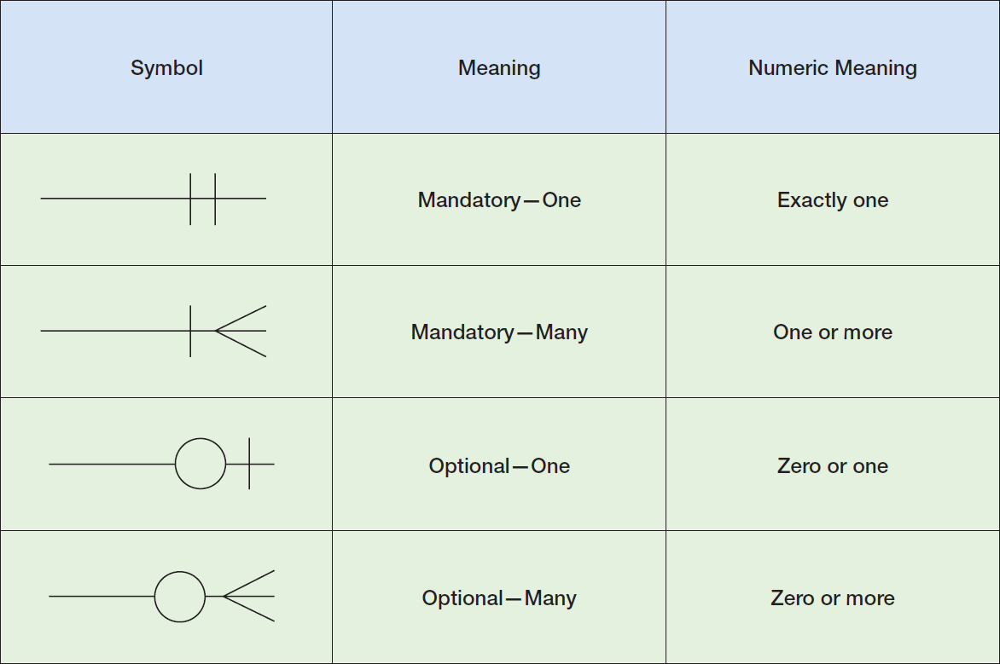 Symbol
Meaning
Numeric Meaning
Mandatory—One
Exactly one
Mandatory—Many
One or more
Optional—One
Zero or one
Optional—Many
Zero or more